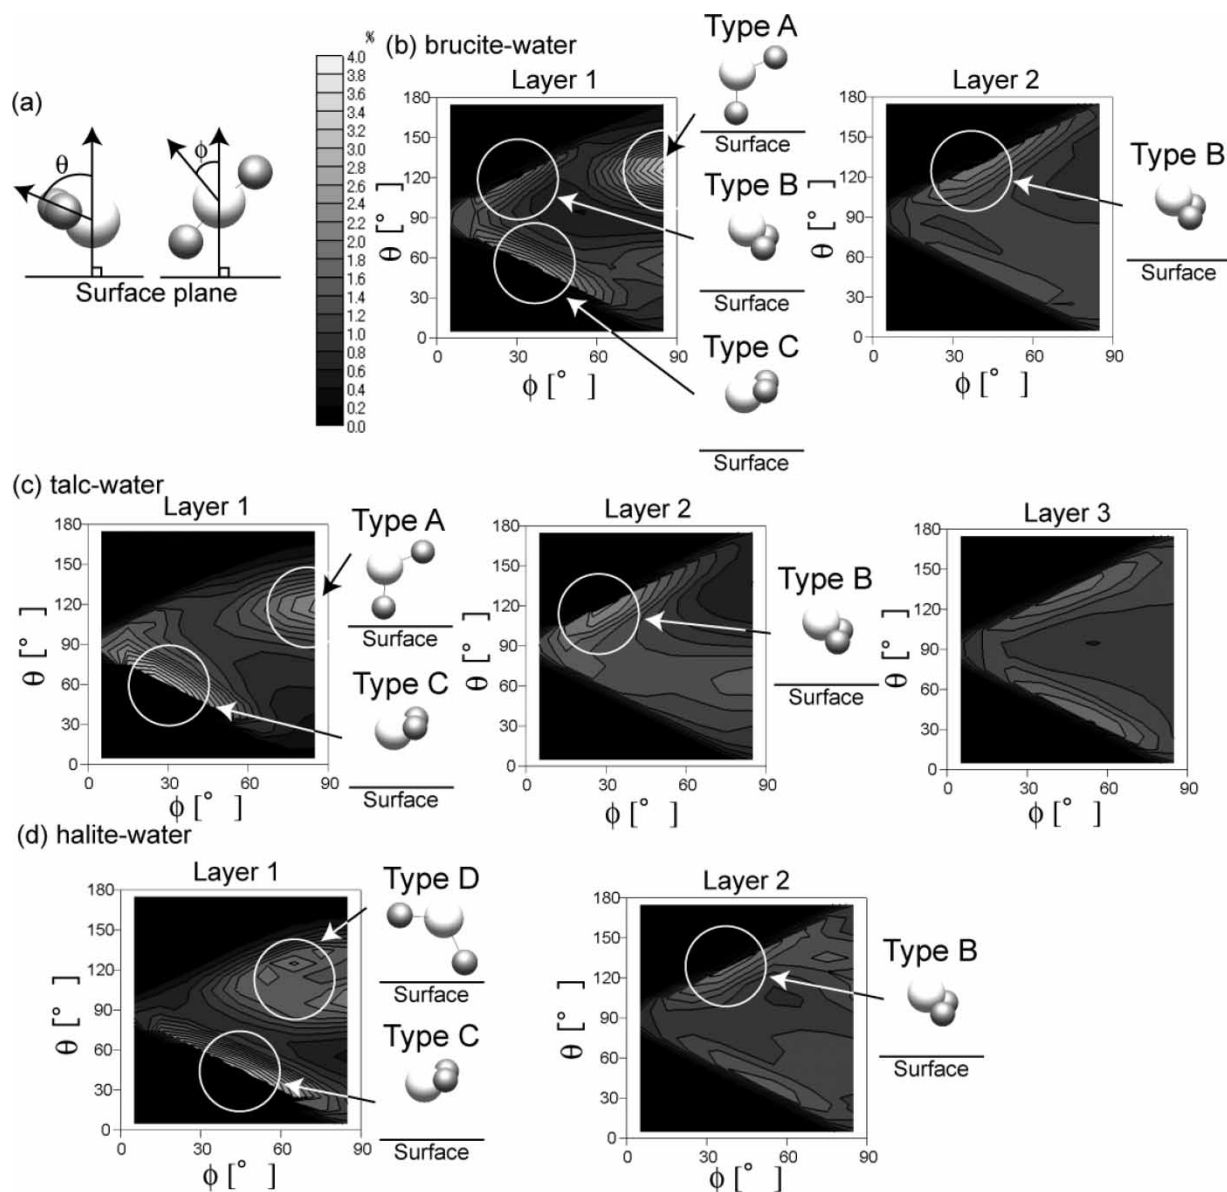 (a)
θ
ϕ
Surface plane
%
4.0
3.8
3.6
3.4
3.2
3.0
2.8
2.6
2.4
2.2
2.0
1.8
1.6
1.4
1.2
1.0
0.8
0.6
0.4
0.2
0.0
(b) brucite-water
Layer 1
180
150
120
90
60
30
0
θ [° ]
0 30 60 90
ϕ [° ]
Type A
Surface
Type B
Surface
Type C
Surface
Layer 2
180
150
120
90
60
30
0
θ [° ]
0 30 60 90
ϕ [° ]
Type B
Surface
(c) talc-water
Layer 1
180
150
120
90
60
30
0
θ [° ]
0 30 60 90
ϕ [° ]
Type A
Surface
Type C
Surface
Layer 2
180
150
120
90
60
30
0
θ [° ]
0 30 60 90
ϕ [° ]
Type B
Surface
Layer 3
180
150
120
90
60
30
0
θ [° ]
0 30 60 90
ϕ [° ]
(d) halite-water
Layer 1
180
150
120
90
60
30
0
θ [° ]
0 30 60 90
ϕ [° ]
Type D
Surface
Type C
Surface
Layer 2
180
150
120
90
60
30
0
θ [° ]
0 30 60 90
ϕ [° ]
Type B
Surface